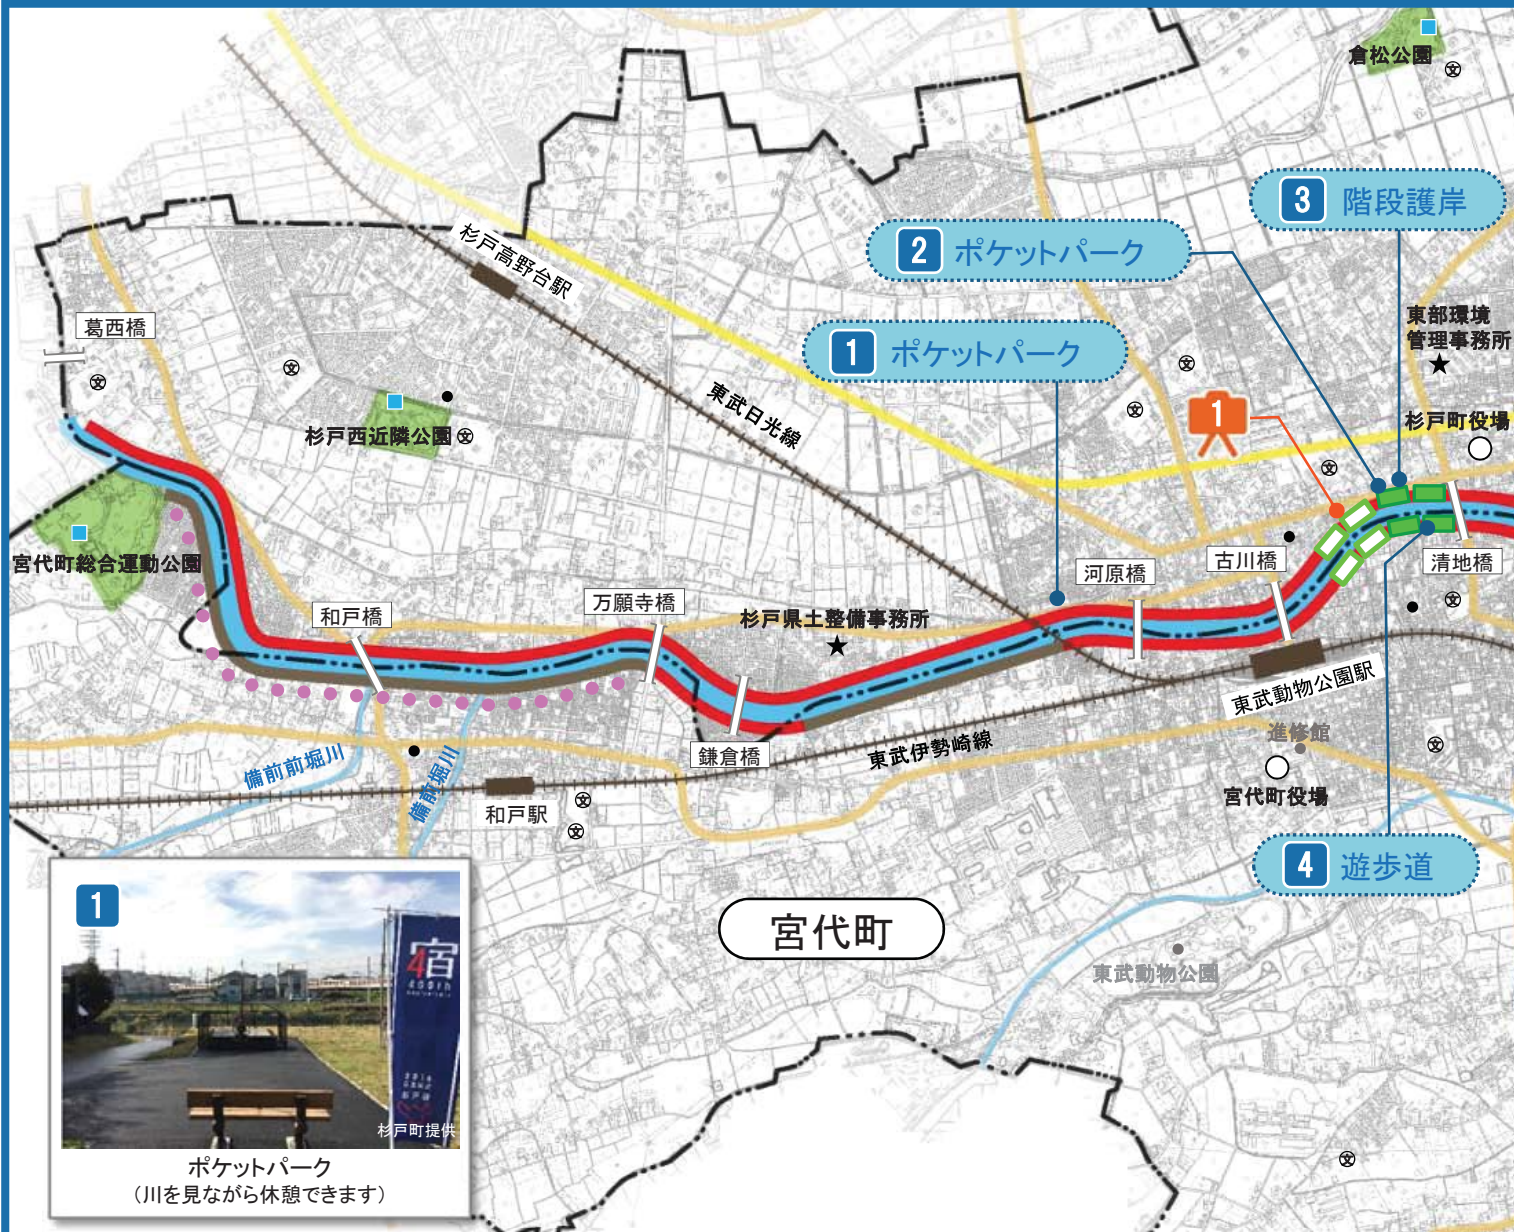 倉松公園
3 階段護岸
2 ポケットパーク
杉戸高野台駅
東部環境
管理事務所
葛西橋
1 ポケットパーク
東武日光線
1
杉戸町役場
杉戸西近隣公園
宮代町総合運動公園
河原橋
古川橋
清地橋
和戸橋
万願寺橋
杉戸県土整備事務所
東武動物公園駅
進修館
鎌倉橋
東武伊勢崎線
備前前堀川
備前堀川
和戸駅
宮代町役場
4 遊歩道
宮代町
東武動物公園
1
宿
400th
杉戸町提供
ポケットパーク
（川を見ながら休憩できます）